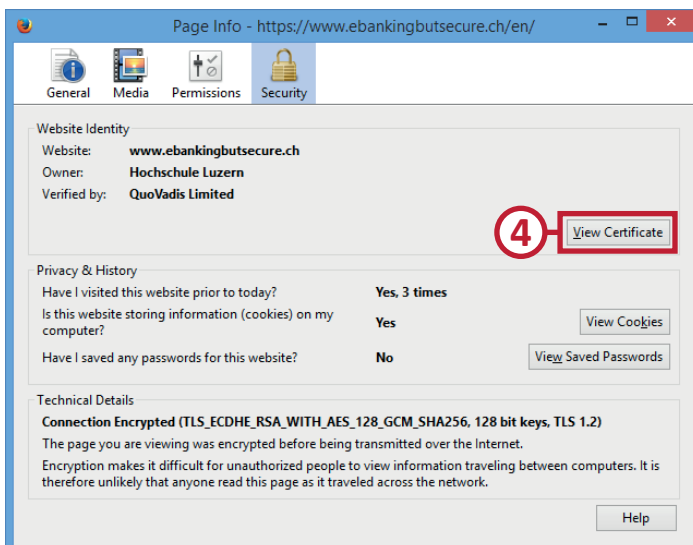 Page Info - https://www.ebankingbutsecure.ch/en/
General Media Permissions Security
Website Identity
Website: www.ebankingbutsecure.ch
Owner: Hochschule Luzern
Verified by: QuoVadis Limited
4 View Certificate
Privacy & History
Have I visited this website prior to today? Yes, 3 times
Is this website storing information (cookies) on my
computer? Yes View Cookies
Have I saved any passwords for this website? No View Saved Passwords
Technical Details
Connection Encrypted (TLS_ECDHE_RSA_WITH_AES_128_GCM_SHA256, 128 bit keys, TLS 1.2)
The page you are viewing was encrypted before being transmitted over the Internet.
Encryption makes it difficult for unauthorized people to view information traveling between computers. It is
therefore unlikely that anyone read this page as it traveled across the network.
Help